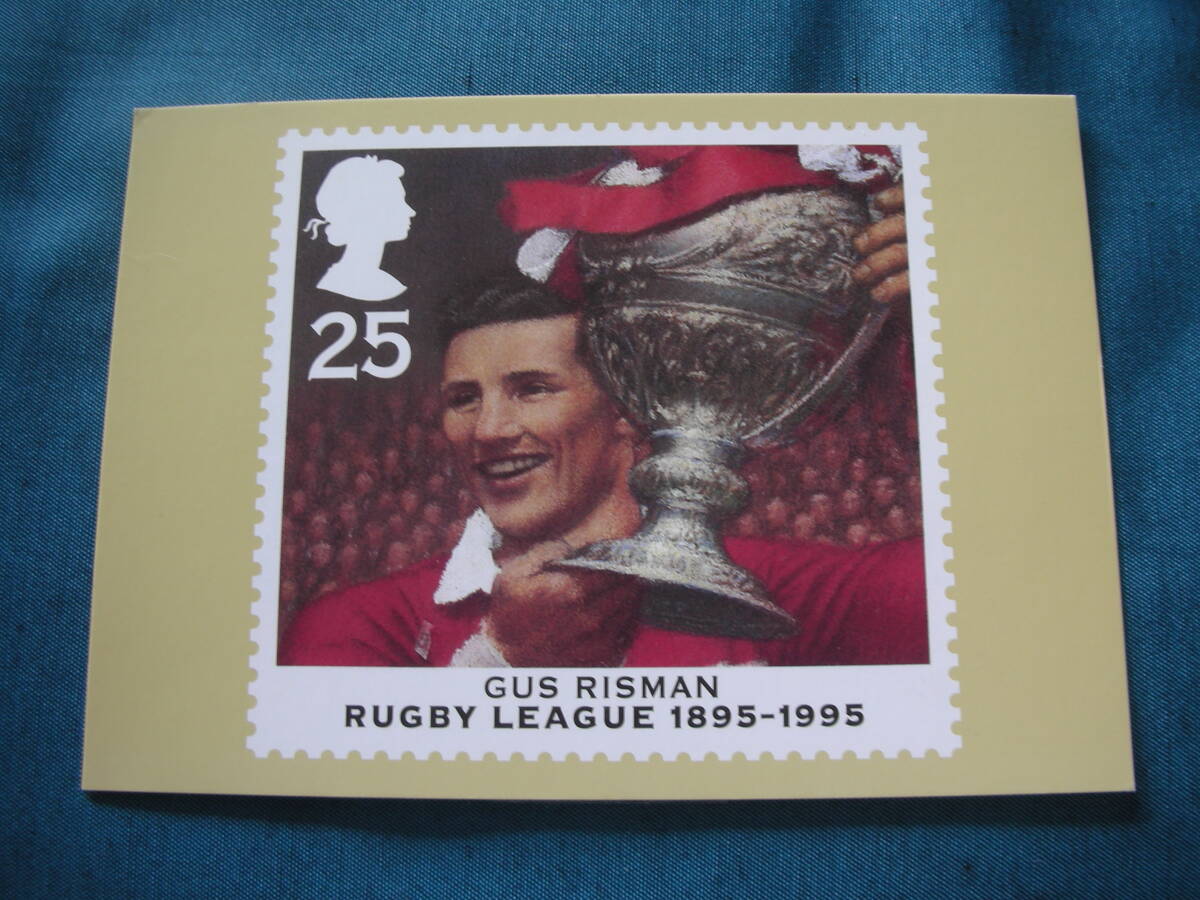 25
GUS RISMAN
RUGBY LEAGUE 1895-1995